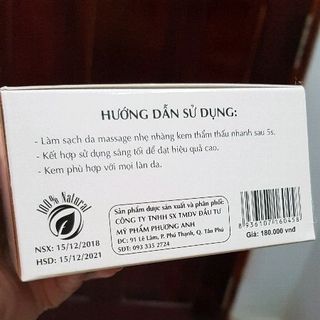 HƯỚNG DẪN SỬ DỤNG:
- Làm sạch da massage nhẹ nhàng kem thẩm thấu nhanh sau 5s.
- Kết hợp sử dụng sáng tối để đạt hiệu quả cao.
- Kem phù hợp với mọi làn da.
100% Natural
NSX: 15/12/2018
HSD: 15/12/2021
Sản phẩm được sản xuất và phân phối:
CÔNG TY TNHH SX TMDV ĐẦU TƯ
MỸ PHẨM PHƯƠNG ANH
ĐC: 91 Lê Lâm, P. Phú Thạnh, Q. Tân Phú
SĐT: 093 335 2724
8936107160458
Giá: 180.000 vnđ